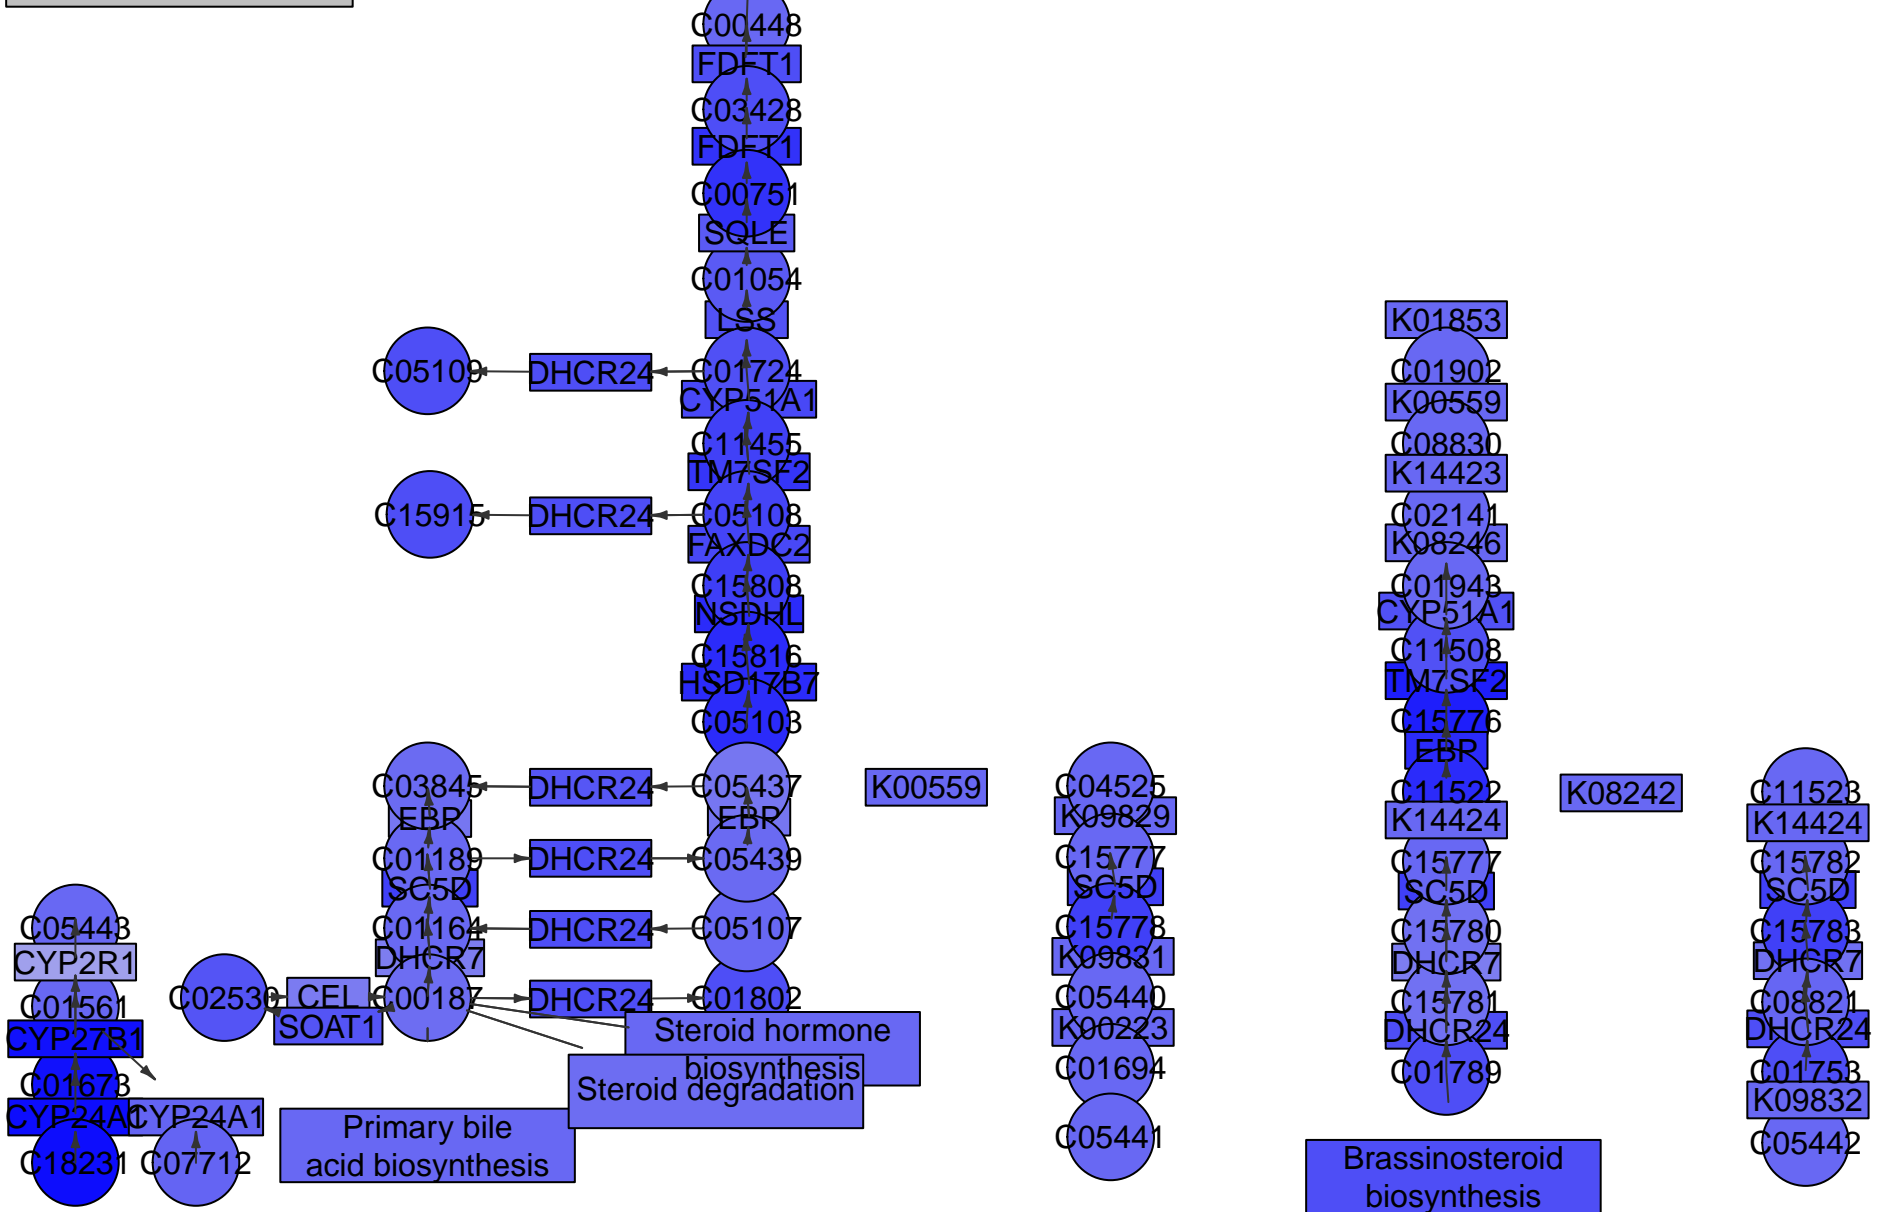 C00448
FDFT1
C03428
FDFT1
C00751
SQLE
C01054
LSS
C05109
DHCR24
C01724
CYP51A1
C11455
TM7SF2
C15915
DHCR24
C05108
FAXDC2
C15808
NSDHL
C15816
HSD17B7
C05103
C03845
DHCR24
C05437
EBP
EBP
C01189
DHCR24
C05439
SC5D
C01164
DHCR24
C05107
DHCR7
C02530
CEL
C00187
DHCR24
C01802
SOAT1
Steroid hormone
biosynthesis
Steroid degradation
Primary bile
acid biosynthesis
C05443
CYP2R1
C01561
CYP27B1
C01673
CYP24A1
CYP24A1
C18231
C07712
K00559
C04525
K09829
C15777
SC5D
C15778
K09831
C05440
K00223
C01694
C05441
K01853
C01902
K00559
C08830
K14423
C02141
K08246
C01943
CYP51A1
C11508
TM7SF2
C15776
EBP
C11522
K14424
C15777
SC5D
C15780
DHCR7
C15781
DHCR24
C01789
Brassinosteroid
biosynthesis
K08242
C11523
K14424
C15782
SC5D
C15783
DHCR7
C08821
DHCR24
C01753
K09832
C05442